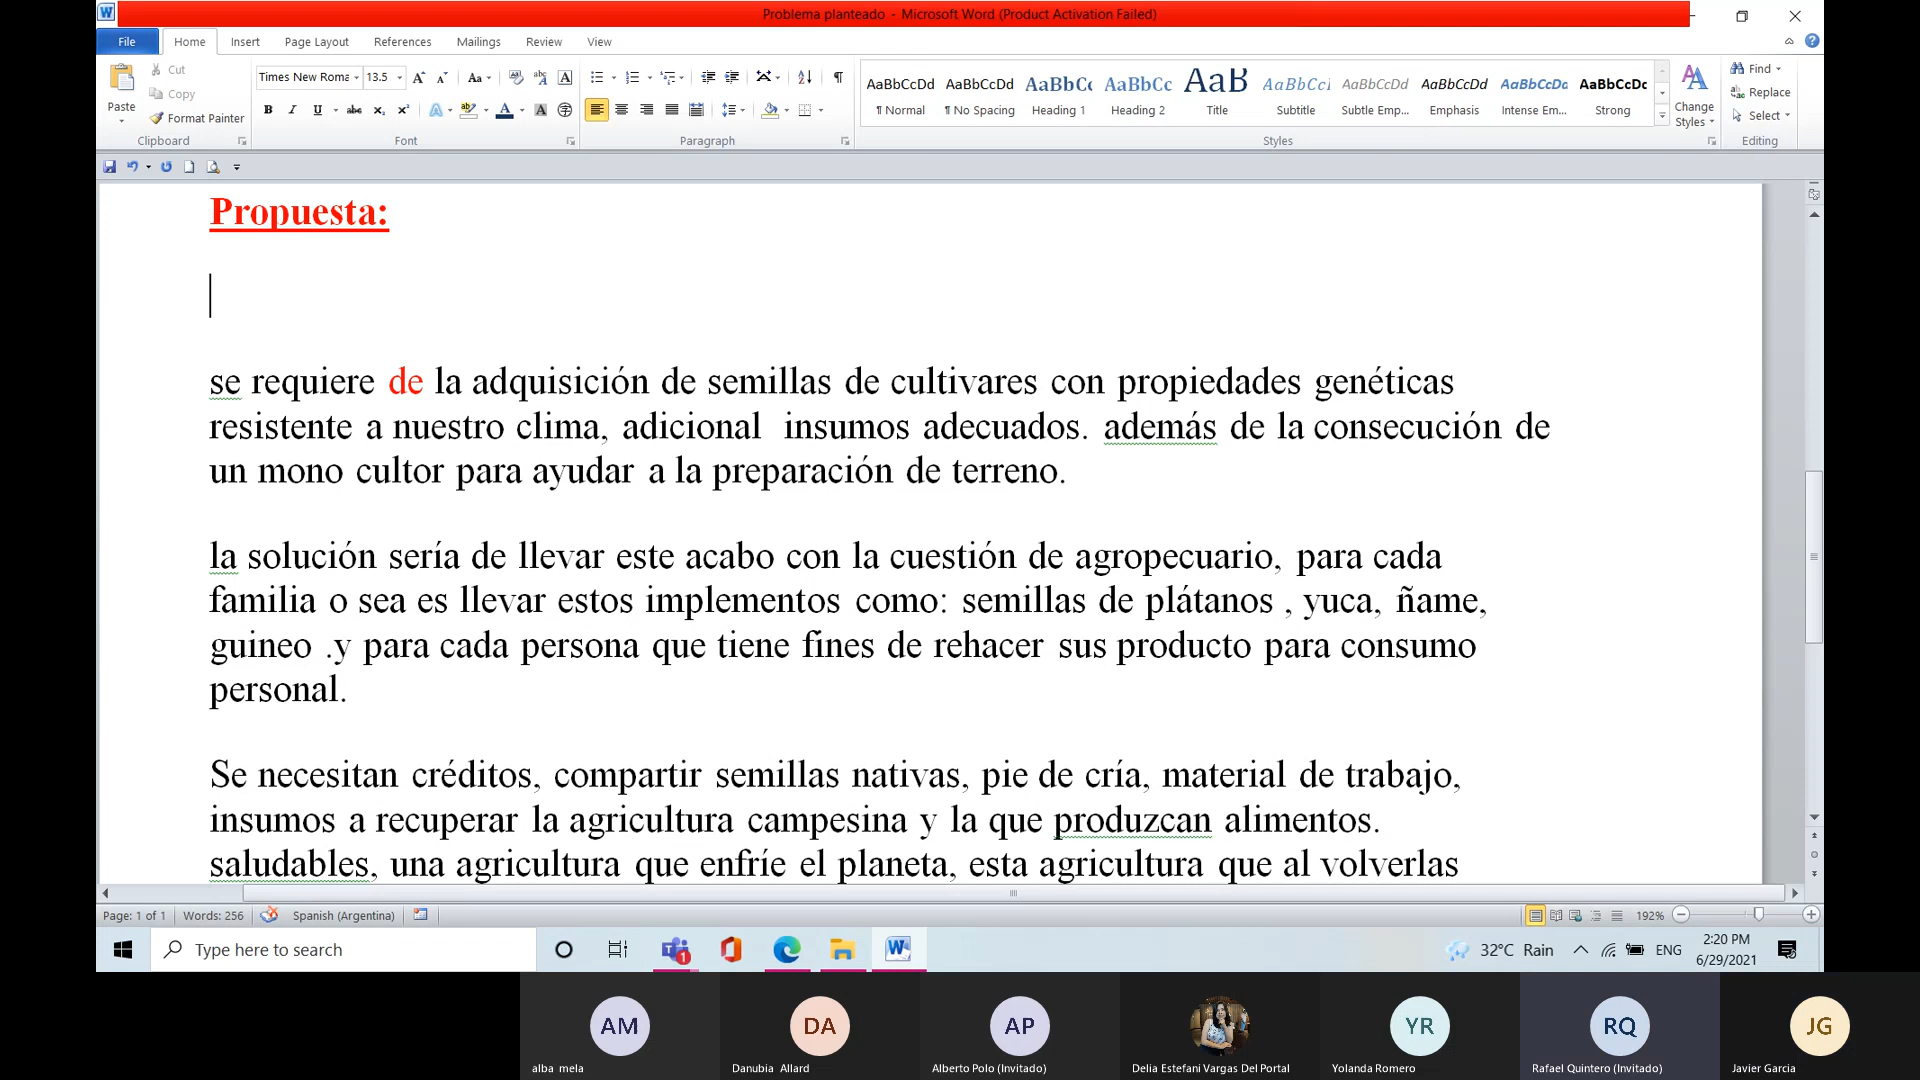 Problema planteado - Microsoft Word (Product Activation Failed)
File Home Insert Page Layout References Mailings Review View
Paste
Cut
Copy
Format Painter
Clipboard
Times New Roma 13.5
Font
Paragraph
AaBbCcDd AaBbCcDd AaBbCc AaBbCc AaB AaBbCcI AaBbCcDd AaBbCcDd AaBbCcDc AaBbCcDc
¶ Normal ¶ No Spacing Heading 1 Heading 2 Title Subtitle Subtle Emp... Emphasis Intense Em... Strong
Styles
Change
Styles
Find
Replace
Select
Editing
Propuesta:
se requiere de la adquisición de semillas de cultivares con propiedades genéticas
resistente a nuestro clima, adicional insumos adecuados. además de la consecución de
un mono cultor para ayudar a la preparación de terreno.
la solución sería de llevar este acabo con la cuestión de agropecuario, para cada
familia o sea es llevar estos implementos como: semillas de plátanos , yuca, ñame,
guineo .y para cada persona que tiene fines de rehacer sus producto para consumo
personal.
Se necesitan créditos, compartir semillas nativas, pie de cría, material de trabajo,
insumos a recuperar la agricultura campesina y la que produzcan alimentos.
saludables, una agricultura que enfríe el planeta, esta agricultura que al volverlas
Page: 1 of 1 Words: 256 Spanish (Argentina) 192%
Type here to search
1
32°C Rain
ENG
2:20 PM
6/29/2021
AM DA AP YR RQ JG
alba mela
Danubia Allard
Alberto Polo (Invitado)
Delia Estefani Vargas Del Portal
Yolanda Romero
Rafael Quintero (Invitado)
Javier Garcia